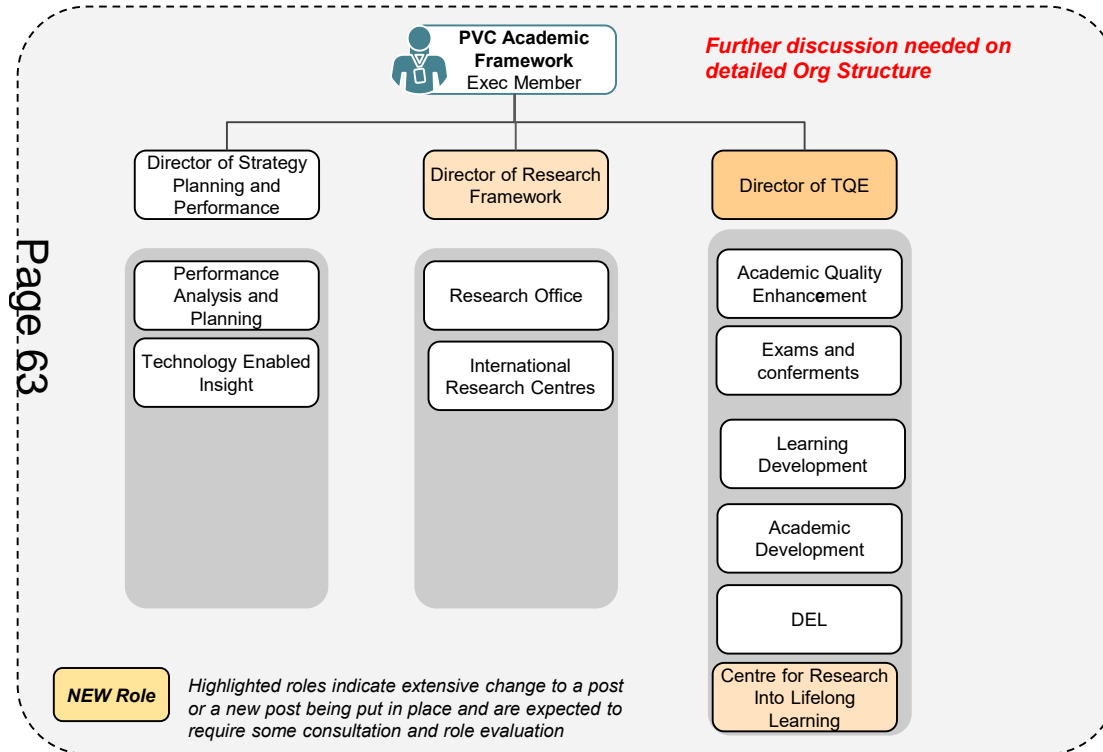 PVC Academic
Framework
Exec Member
Further discussion needed on
detailed Org Structure
Director of Strategy
Planning and
Performance
Director of Research
Framework
Director of TQE
Performance
Analysis and
Planning
Technology Enabled
Insight
Research Office
International
Research Centres
Academic Quality
Enhancement
Exams and
conferments
Learning
Development
Academic
Development
DEL
Centre for Research
Into Lifelong
Learning
Page 63
NEW Role
Highlighted roles indicate extensive change to a post
or a new post being put in place and are expected to
require some consultation and role evaluation